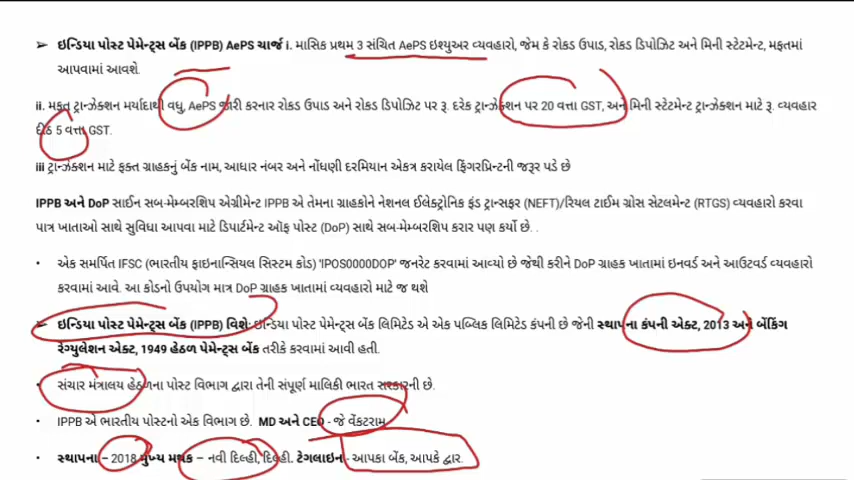 ➢ ઇન્ડિયા પોસ્ટ પેમેન્ટ્સ બેંક (IPPB) AePS ચાર્જ i. માસિક પ્રથમ 3 સંચિત AePS ઇશ્યુઅર વ્યવહારો, જેમ કે રોકડ ઉપાડ, રોકડ ડિપોઝિટ અને મિની સ્ટેટમેન્ટ, મફતમાં
આપવામાં આવશે.
ii. મફત ટ્રાન્ઝેક્શન મર્યાદાથી વધુ, AePS જારી કરનાર રોકડ ઉપાડ અને રોકડ ડિપોઝિટ પર રૂ. દરેક ટ્રાન્ઝેક્શન પર 20 વત્તા GST, અને મિની સ્ટેટમેન્ટ ટ્રાન્ઝેક્શન માટે રૂ. વ્યવહાર
દીઠ 5 વત્તા GST.
iii ટ્રાન્ઝેક્શન માટે ફક્ત ગ્રાહકનું બેંક નામ, આધાર નંબર અને નોંધણી દરમિયાન એકત્ર કરાયેલ ફિંગરપ્રિન્ટની જરૂર પડે છે
IPPB અને DoP સાઈન સબ-મેમ્બરશિપ એગ્રીમેન્ટ IPPB એ તેમના ગ્રાહકોને નેશનલ ઈલેક્ટ્રોનિક ફંડ ટ્રાન્સફર (NEFT)/રિયલ ટાઈમ ગ્રોસ સેટલમેન્ટ (RTGS) વ્યવહારો કરવા
પાત્ર ખાતાઓ સાથે સુવિધા આપવા માટે ડિપાર્ટમેન્ટ ઑફ પોસ્ટ (DoP) સાથે સબ-મેમ્બરશિપ કરાર પણ કર્યો છે. .
• એક સમર્પિત IFSC (ભારતીય ફાઇનાન્સિયલ સિસ્ટમ કોડ) 'IPOS0000DOP' જનરેટ કરવામાં આવ્યો છે જેથી કરીને DoP ગ્રાહક ખાતામાં ઇનવર્ડ અને આઉટવર્ડ વ્યવહારો
કરવામાં આવે. આ કોડનો ઉપયોગ માત્ર DoP ગ્રાહક ખાતામાં વ્યવહારો માટે જ થશે
➢ ઇન્ડિયા પોસ્ટ પેમેન્ટ્સ બેંક (IPPB) વિશે: ઇન્ડિયા પોસ્ટ પેમેન્ટ્સ બેંક લિમિટેડ એ એક પબ્લિક લિમિટેડ કંપની છે જેની સ્થાપના કંપની એક્ટ, 2013 અને બેંકિંગ
રેગ્યુલેશન એક્ટ, 1949 હેઠળ પેમેન્ટ્સ બેંક તરીકે કરવામાં આવી હતી.
• સંચાર મંત્રાલય હેઠળના પોસ્ટ વિભાગ દ્વારા તેની સંપૂર્ણ માલિકી ભારત સરકારની છે.
• IPPB એ ભારતીય પોસ્ટનો એક વિભાગ છે. MD અને CEO - જે વેંકટરામુ
• સ્થાપના – 2018 મુખ્ય મથક – નવી દિલ્હી, દિલ્હી. ટેગલાઇન - આપકા બેંક, આપકે દ્વાર.